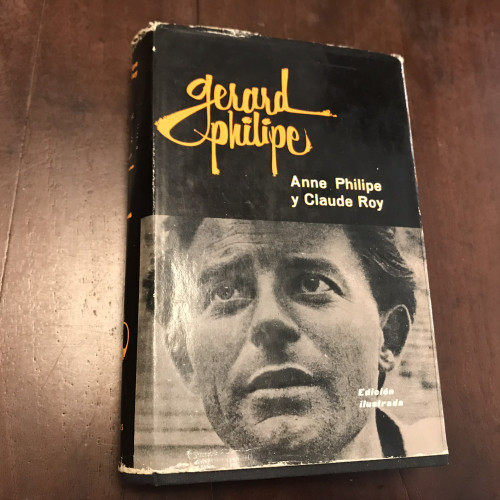 gerard
philipe
Anne Philipe
y Claude Roy
Edición
ilustrada